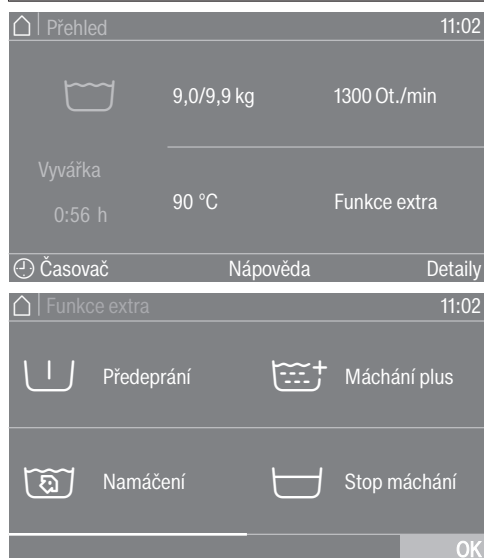 Přehled 11:02
9,0/9,9 kg 1300 Ot./min
Vyvářka
0:56 h
90 °C Funkce extra
Časovač Nápověda Detaily
Funkce extra 11:02
Předeprání Máchání plus
Namáčení Stop máchání
OK